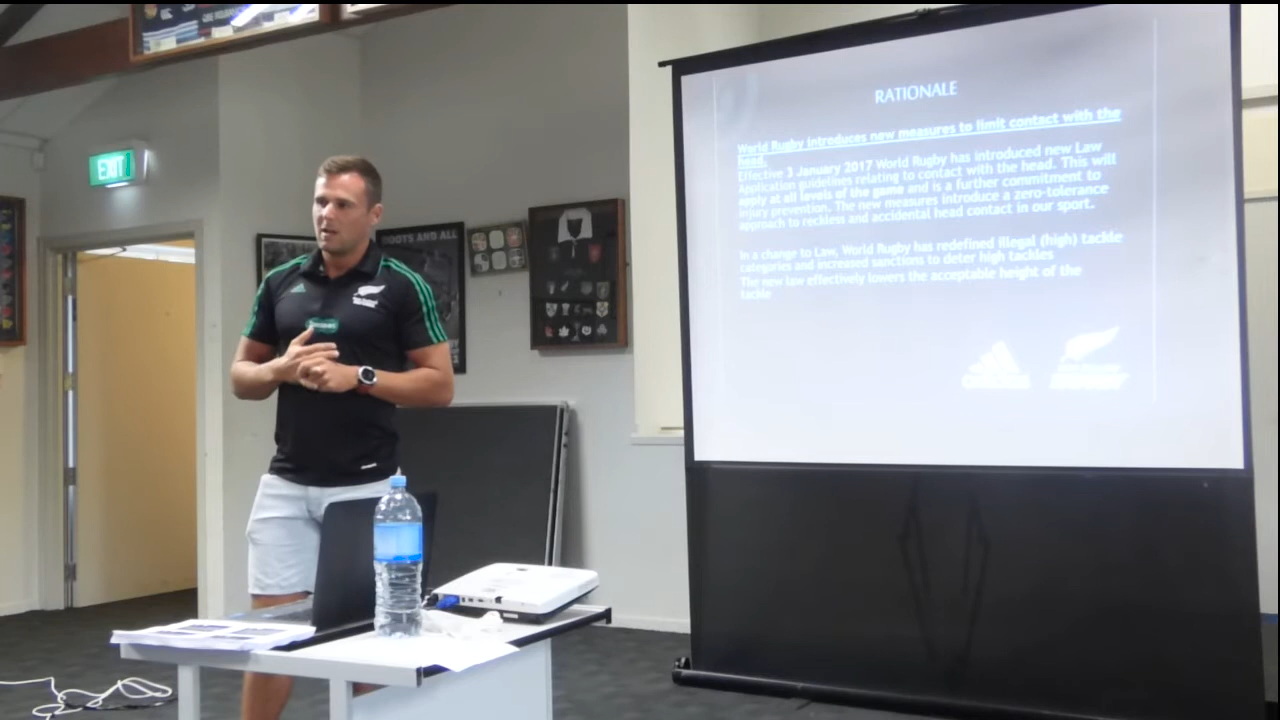 EXIT
ROOTS AND ALL
RATIONALE
World Rugby introduces new measures to limit contact with the
head.
Effective 3 January 2017 World Rugby has introduced new Law
Application guidelines relating to contact with the head. This will
apply at all levels of the game and is a further commitment to
injury prevention. The new measures introduce a zero-tolerance
approach to reckless and accidental head contact in our sport.
In a change to Law, World Rugby has redefined illegal (high) tackle
categories and increased sanctions to deter high tackles
The new law effectively lowers the acceptable height of the
tackle
adidas